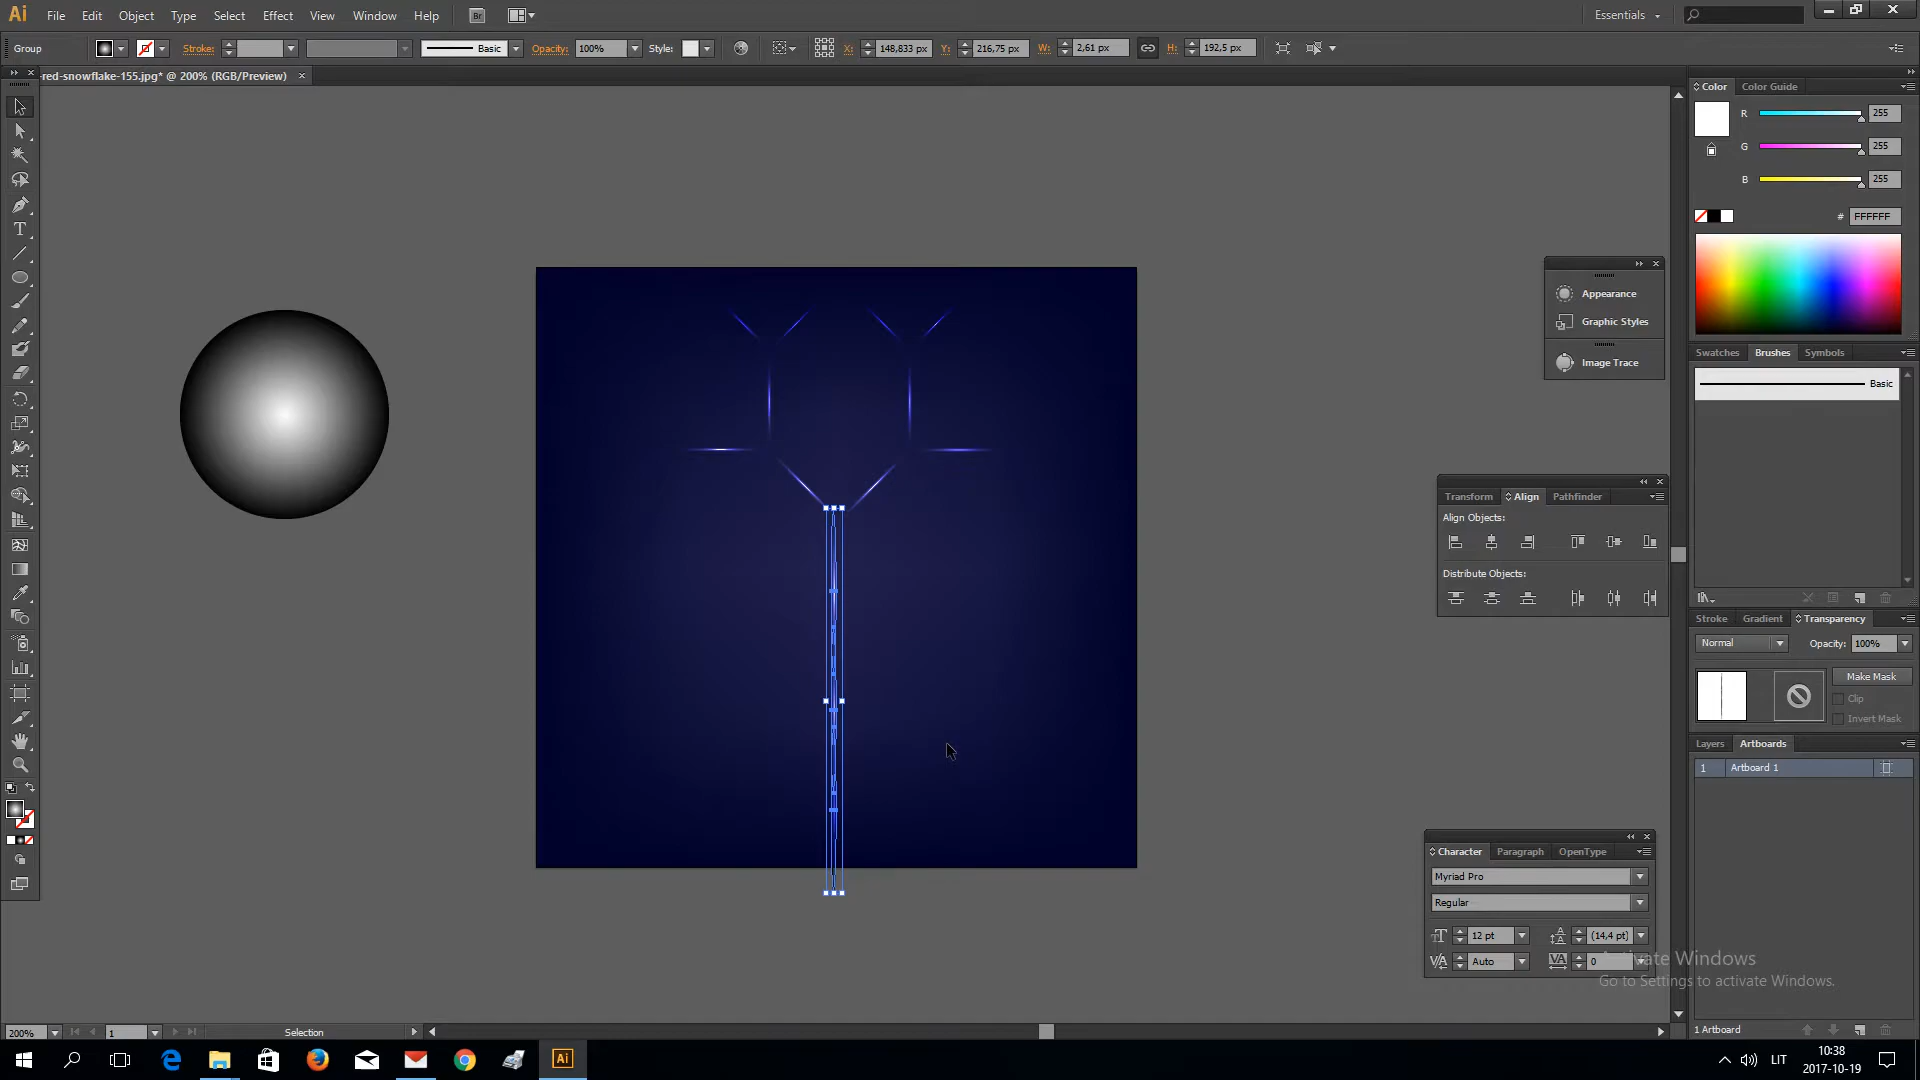 Ai File Edit Object Type Select Effect View Window Help Br Essentials
Group Stroke: Basic Opacity: 100% Style: X: 148,833 px Y: 216,75 px W: 2,61 px H: 192,5 px
-red-snowflake-155.jpg* @ 200% (RGB/Preview)
Color Color Guide
R 255
G 255
B 255
# FFFFFF
Appearance
Graphic Styles
Image Trace
Swatches Brushes Symbols
Basic
Transform Align Pathfinder
Align Objects:
Distribute Objects:
Stroke Gradient Transparency
Normal Opacity: 100%
Make Mask
Clip
Invert Mask
Layers Artboards
1 Artboard 1
Character Paragraph OpenType
Myriad Pro
Regular
12 pt (14,4 pt)
Auto 0
Activate Windows
Go to Settings to activate Windows.
200% 1 Selection
1 Artboard
Ai LIT 10:38
2017-10-19